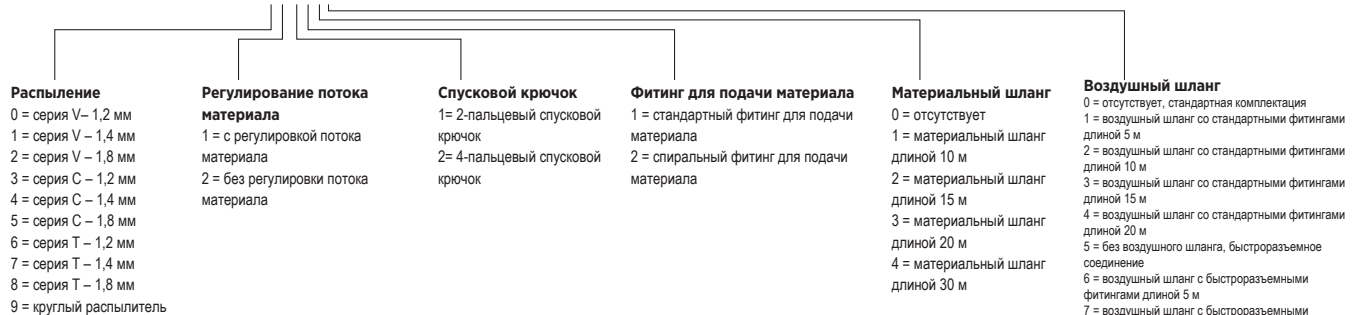 Распыление
0 = серия V– 1,2 мм
1 = серия V – 1,4 мм
2 = серия V – 1,8 мм
3 = серия C – 1,2 мм
4 = серия C – 1,4 мм
5 = серия C – 1,8 мм
6 = серия T – 1,2 мм
7 = серия T – 1,4 мм
8 = серия T – 1,8 мм
9 = круглый распылитель
Регулирование потока
материала
1 = с регулировкой потока
материала
2 = без регулировки потока
материала
Спусковой крючок
1= 2-пальцевый спусковой
крючок
2= 4-пальцевый спусковой
крючок
Фитинг для подачи материала
1 = стандартный фитинг для подачи
материала
2 = спиральный фитинг для подачи
материала
Материальный шланг
0 = отсутствует
1 = материальный шланг
длиной 10 м
2 = материальный шланг
длиной 15 м
3 = материальный шланг
длиной 20 м
4 = материальный шланг
длиной 30 м
Воздушный шланг
0 = отсутствует, стандартная комплектация
1 = воздушный шланг со стандартными фитингами
длиной 5 м
2 = воздушный шланг со стандартными фитингами
длиной 10 м
3 = воздушный шланг со стандартными фитингами
длиной 15 м
4 = воздушный шланг со стандартными фитингами
длиной 20 м
5 = без воздушного шланга, быстроразъемное
соединение
6 = воздушный шланг с быстроразъемными
фитингами длиной 5 м
7 = воздушный шланг с быстроразъемными